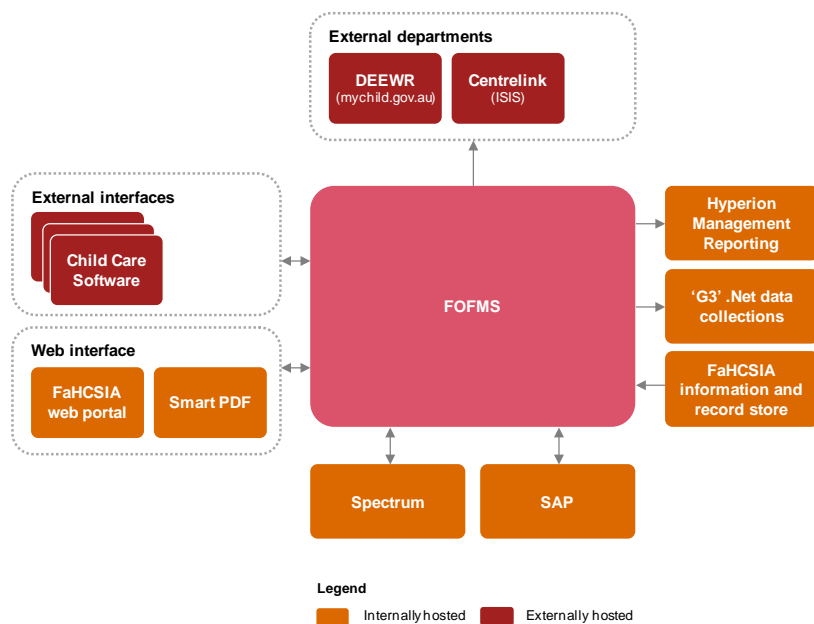 External departments
DEEWR
(mychild.gov.au)
Centrelink
(ISIS)
External interfaces
Child Care
Software
Web interface
FaHCSIA
web portal
Smart PDF
FOFMS
Hyperion
Management
Reporting
‘G3’ .Net data
collections
FaHCSIA
information and
record store
Spectrum
SAP
Legend
Internally hosted
Externally hosted